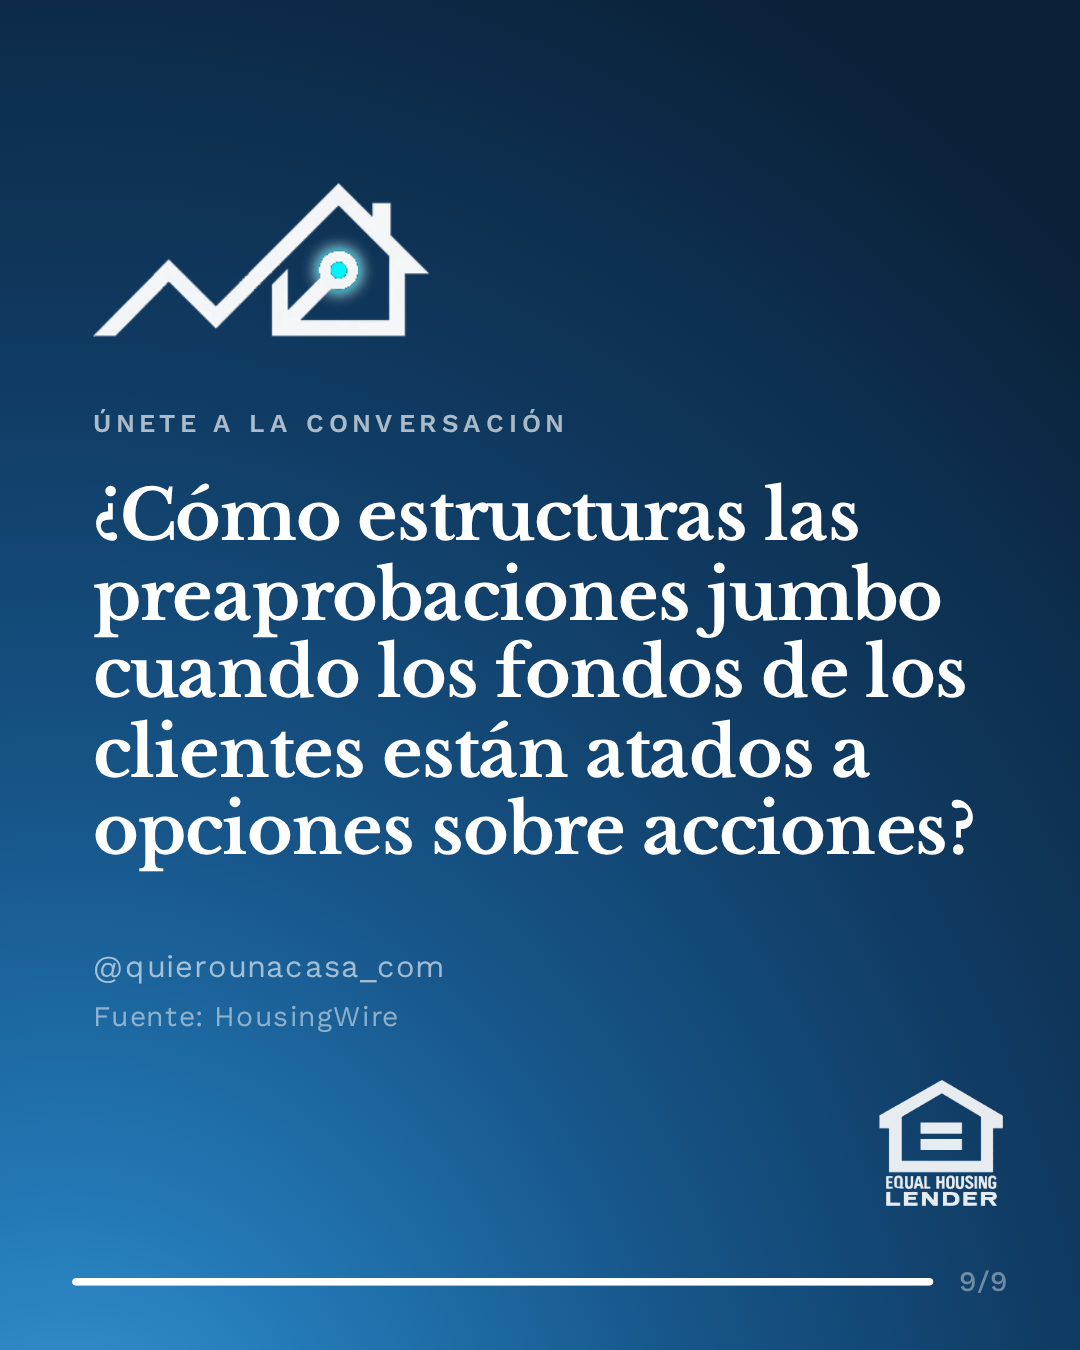 ÚNETE A LA CONVERSACIÓN
¿Cómo estructuras las
preaprobaciones jumbo
cuando los fondos de los
clientes están atados a
opciones sobre acciones?
@quierounacasa_com
Fuente: HousingWire
EQUAL HOUSING
LENDER
9/9